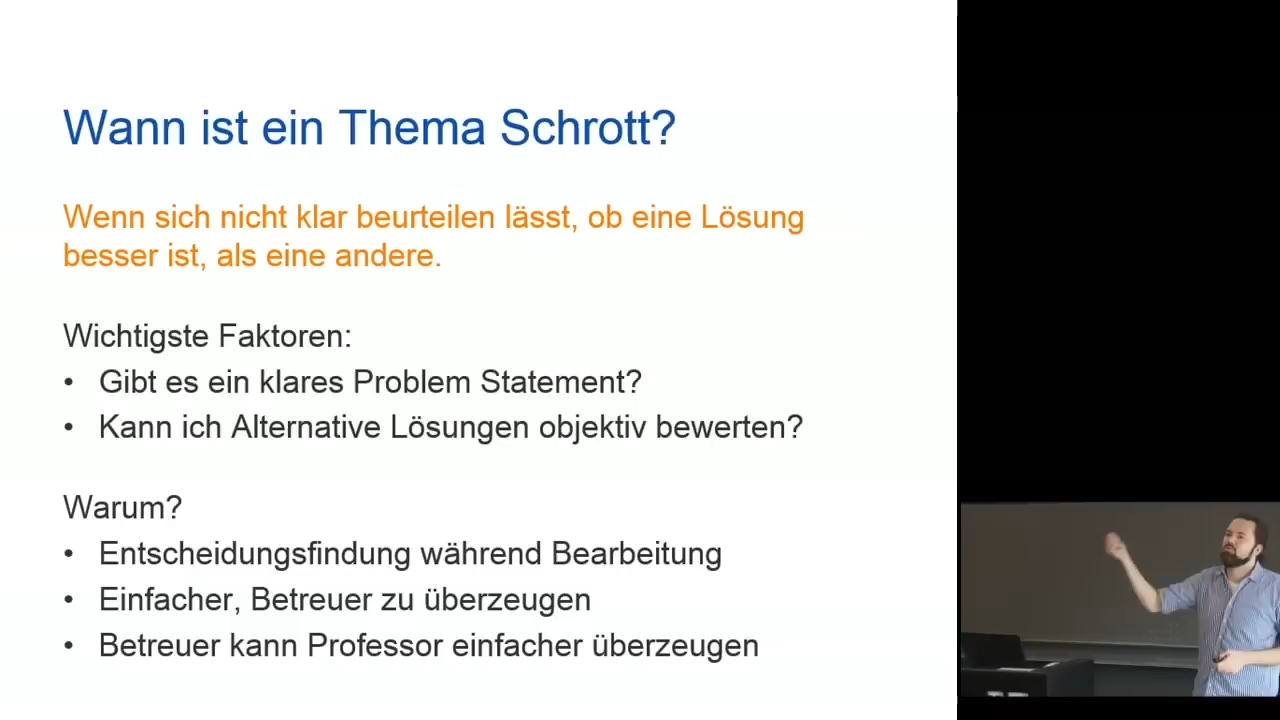 Wann ist ein Thema Schrott?
Wenn sich nicht klar beurteilen lässt, ob eine Lösung
besser ist, als eine andere.
Wichtigste Faktoren:
• Gibt es ein klares Problem Statement?
• Kann ich Alternative Lösungen objektiv bewerten?
Warum?
• Entscheidungsfindung während Bearbeitung
• Einfacher, Betreuer zu überzeugen
• Betreuer kann Professor einfacher überzeugen